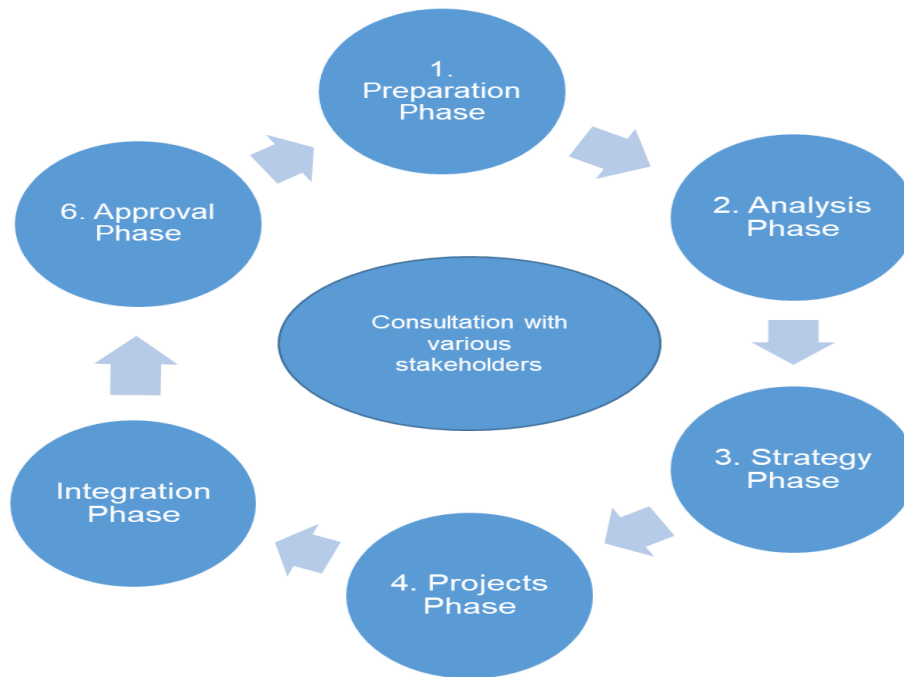 1.
Preparation
Phase
2. Analysis
Phase
3. Strategy
Phase
4. Projects
Phase
Integration
Phase
6. Approval
Phase
Consultation with
various
stakeholders